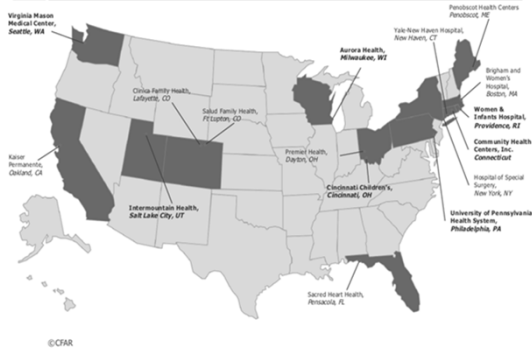 Virginia Mason
Medical Center,
Seattle, WA
Penobscot Health Centers
Penobscot, ME
Yale-New Haven Hospital,
New Haven, CT
Aurora Health,
Milwaukee, WI
Brigham and
Women's
Hospital,
Boston, MA
Clinica Family Health,
Lafayette, CO
Salud Family Health,
Ft Lupton, CO
Women &
Infants Hospital,
Providence, RI
Community Health
Centers, Inc.
Connecticut
Premier Health,
Dayton, OH
Kaiser
Permanente,
Oakland, CA
Hospital of Special
Surgery,
New York, NY
Cincinnati Children's,
Cincinnati, OH
Intermountain Health,
Salt Lake City, UT
University of Pennsylvania
Health System,
Philadelphia, PA
Sacred Heart Health,
Pensacola, FL
©CFAR